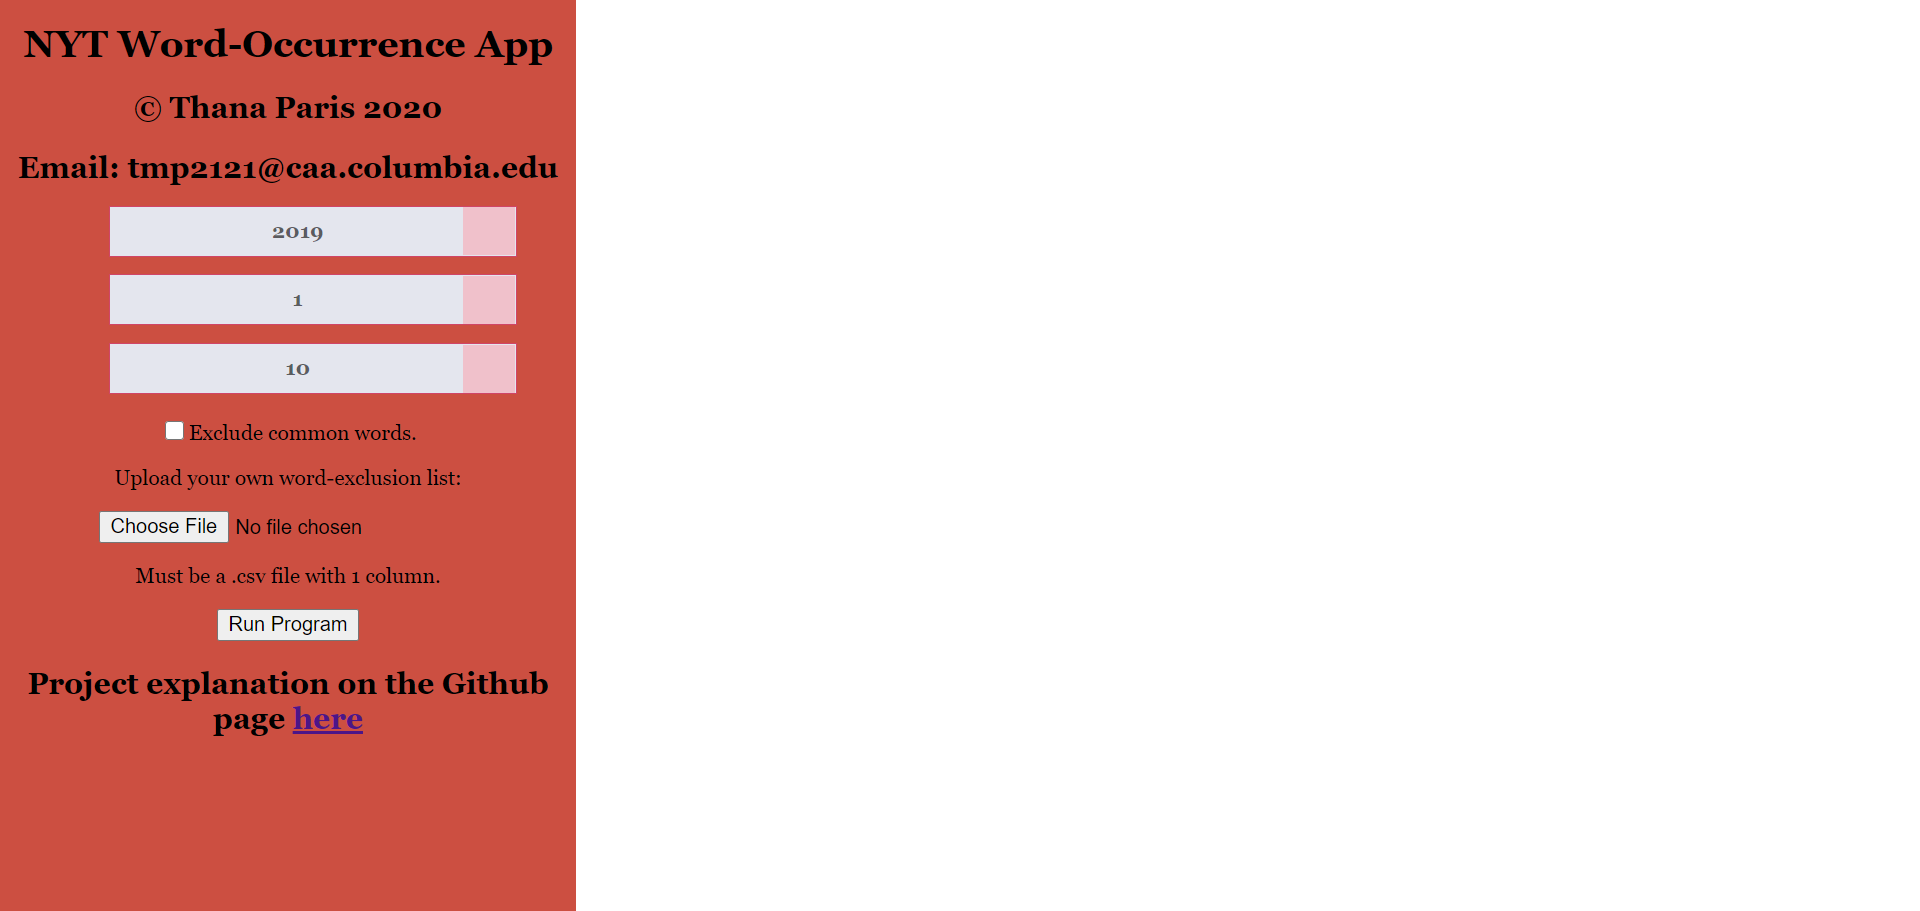 NYT Word-Occurrence App
© Thana Paris 2020
Email: tmp2121@caa.columbia.edu
2019
1
10
Exclude common words.
Upload your own word-exclusion list:
Choose File No file chosen
Must be a .csv file with 1 column.
Run Program
Project explanation on the Github
page here